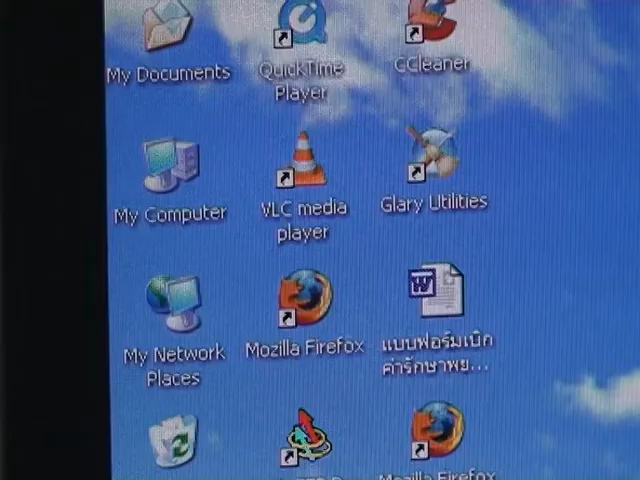 My Documents
QuickTime
Player
CCleaner
My Computer
VLC media
player
Glary Utilities
My Network
Places
Mozilla Firefox
W
แบบฟอร์มเบิก
ค่ารักษาพย...
Mozilla Firefox